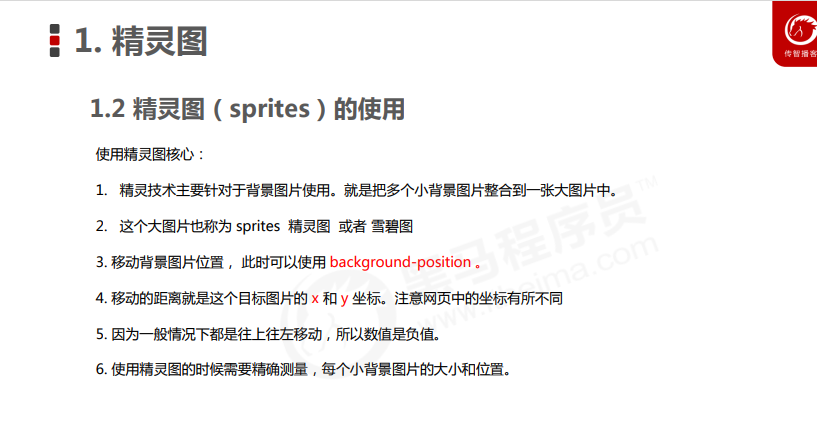 1. 精灵图
传智播客
1.2 精灵图（sprites）的使用
使用精灵图核心：
1. 精灵技术主要针对于背景图片使用。就是把多个小背景图片整合到一张大图片中。
2. 这个大图片也称为 sprites 精灵图 或者 雪碧图
3. 移动背景图片位置， 此时可以使用 background-position 。
4. 移动的距离就是这个目标图片的 x 和 y 坐标。注意网页中的坐标有所不同
5. 因为一般情况下都是往上往左移动，所以数值是负值。
6. 使用精灵图的时候需要精确测量，每个小背景图片的大小和位置。
黑马程序员™
www.itheima.com